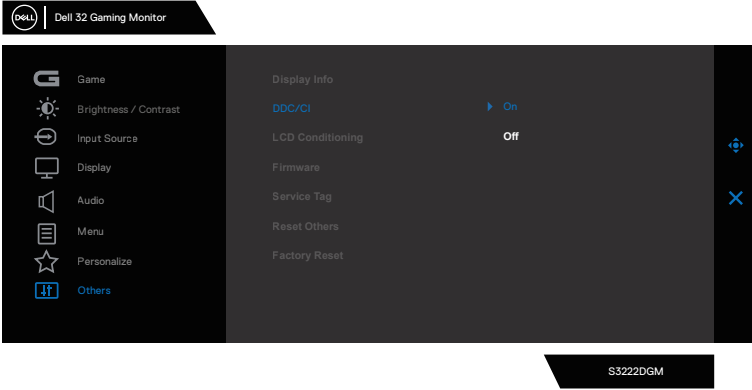 DELL Dell 32 Gaming Monitor
Game
Brightness / Contrast
Input Source
Display
Audio
Menu
Personalize
Others
Display Info
DDC/CI On
Off
LCD Conditioning
Firmware
Service Tag
Reset Others
Factory Reset
S3222DGM